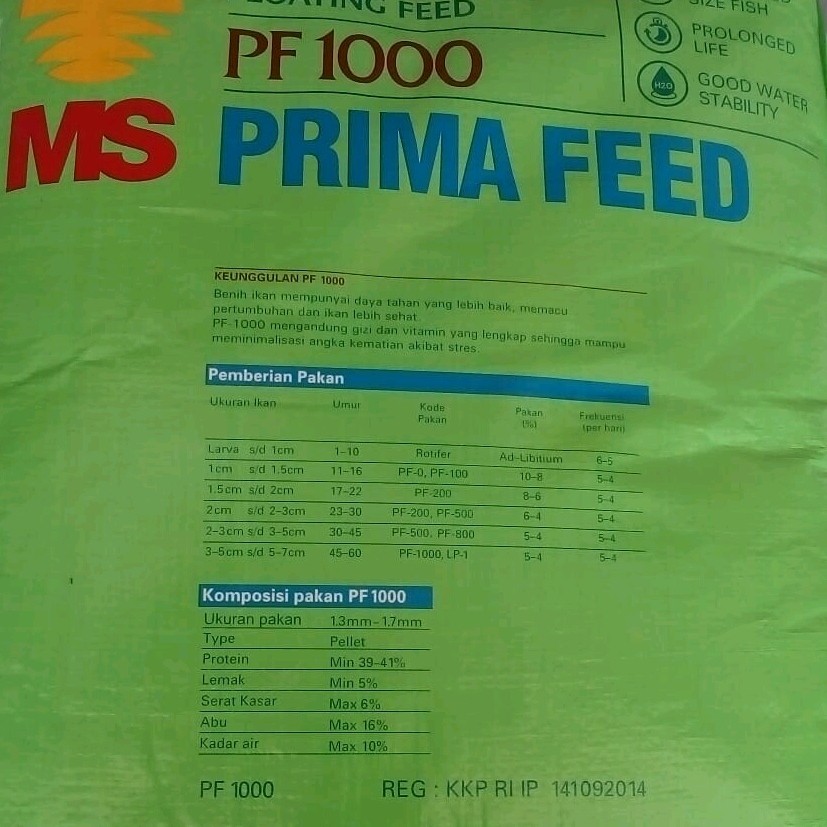 FLOATING FEED
PF 1000
SIZE FISH
PROLONGED
LIFE
H2O
GOOD WATER
STABILITY
MS PRIMA FEED
KEUNGGULAN PF 1000
Benih ikan mempunyai daya tahan yang lebih baik, memacu
pertumbuhan dan ikan lebih sehat.
PF-1000 mengandung gizi dan vitamin yang lengkap sehingga mampu
meminimalisasi angka kematian akibat stres.
Pemberian Pakan
Ukuran Ikan Umur Kode Pakan Pakan (%) Frekuensi (per hari)
Larva s/d 1cm 1-10 Rotifer Ad-Libitium 6-5
1cm s/d 1.5cm 11-16 PF-0, PF-100 10-8 5-4
1.5cm s/d 2cm 17-22 PF-200 8-6 5-4
2cm s/d 2-3cm 23-30 PF-200, PF-500 6-4 5-4
2-3cm s/d 3-5cm 30-45 PF-500, PF-800 5-4 5-4
3-5cm s/d 5-7cm 45-60 PF-1000, LP-1 5-4 5-4
Komposisi pakan PF 1000
Ukuran pakan 1.3mm-1.7mm
Type Pellet
Protein Min 39-41%
Lemak Min 5%
Serat Kasar Max 6%
Abu Max 16%
Kadar air Max 10%
PF 1000 REG : KKP RI IP 141092014